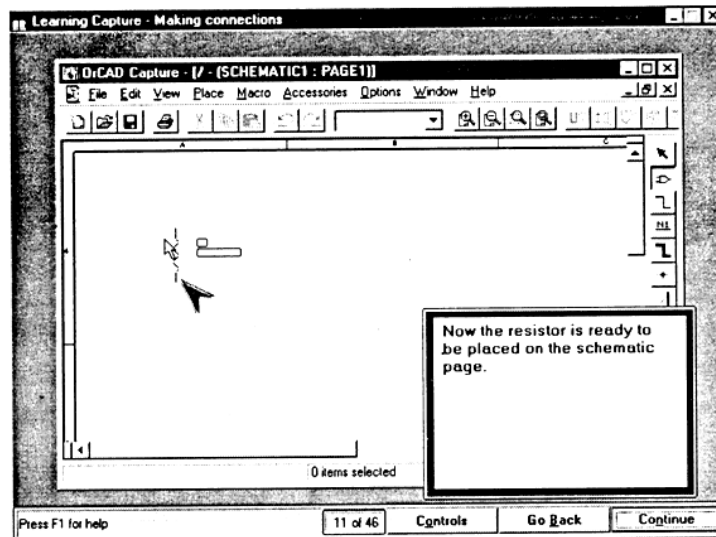 Learning Capture - Making connections
OrCAD Capture - [/ - (SCHEMATIC1 : PAGE1)]
File Edit View Place Macro Accessories Options Window Help
A B C
N1
Now the resistor is ready to
be placed on the schematic
page.
0 items selected
Press F1 for help
11 of 46
Controls
Go Back
Continue